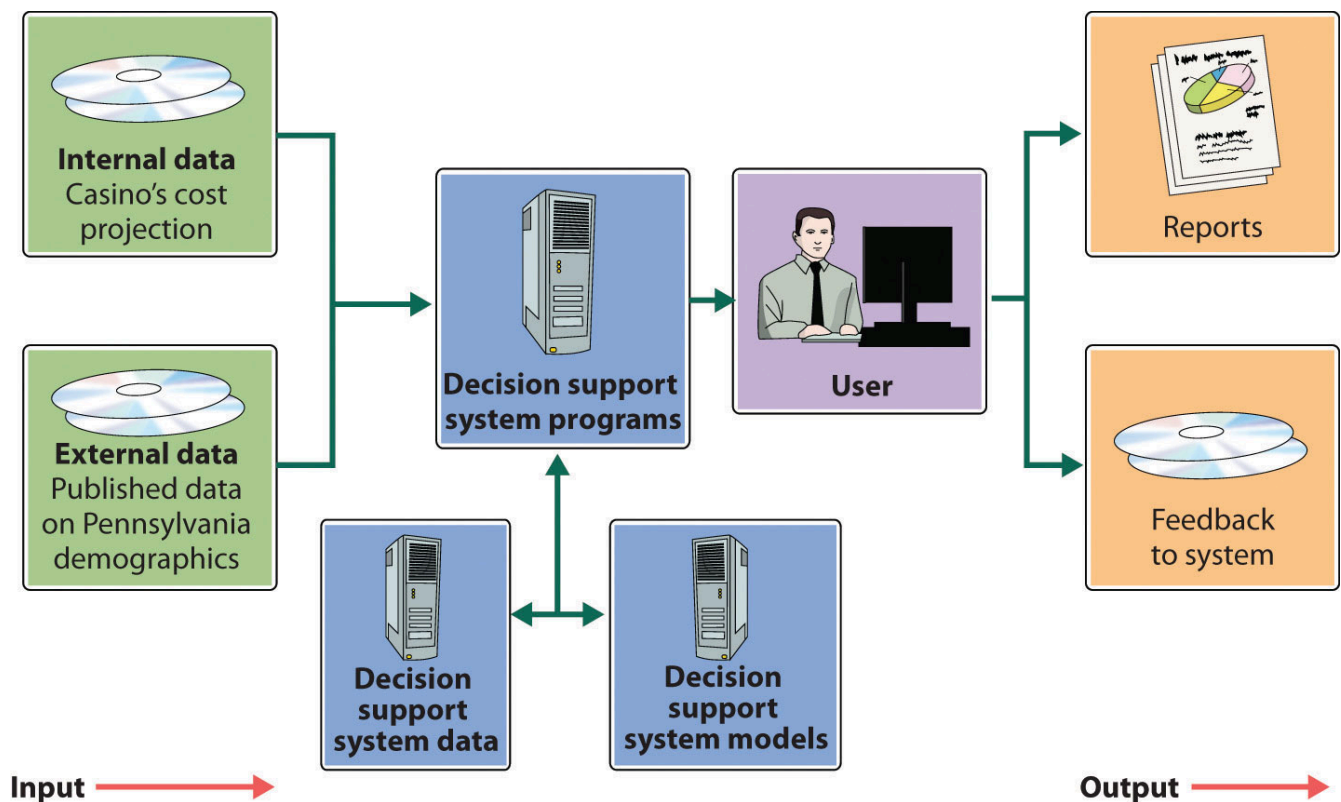 Internal data
Casino’s cost
projection
External data
Published data
on Pennsylvania
demographics
Decision support
system programs
User
Decision
support
system data
Decision
support
system models
Reports
Feedback
to system
Input
Output